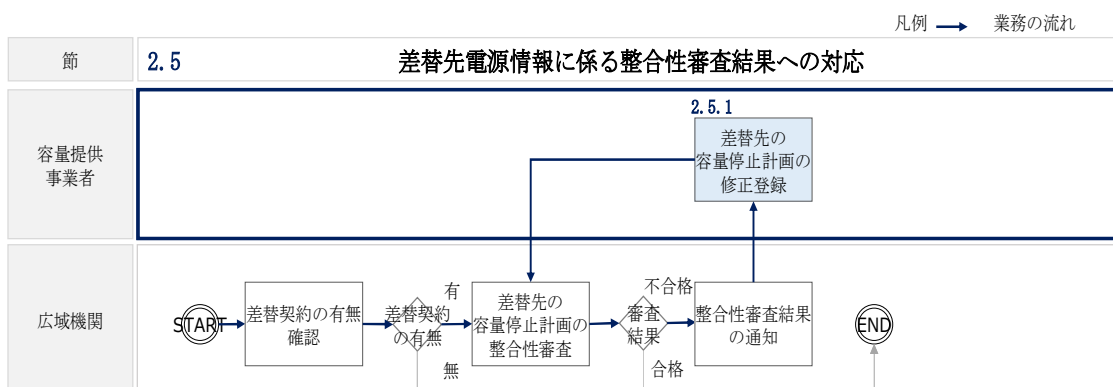 凡例 業務の流れ
節
2.5 差替先電源情報に係る整合性審査結果への対応
容量提供
事業者
2.5.1
差替先の
容量停止計画の
修正登録
広域機関
START
差替契約の有無
確認
差替契約
の有無
有
無
差替先の
容量停止計画の
整合性審査
審査
結果
不合格
合格
整合性審査結果
の通知
END